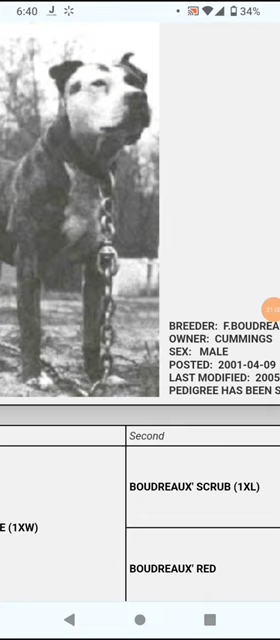 6:40 34%
BREEDER: F.BOUDREA
OWNER: CUMMINGS
SEX: MALE
POSTED: 2001-04-09
LAST MODIFIED: 2005
PEDIGREE HAS BEEN S
Second
BOUDREAUX' SCRUB (1XL)
E (1XW)
BOUDREAUX' RED